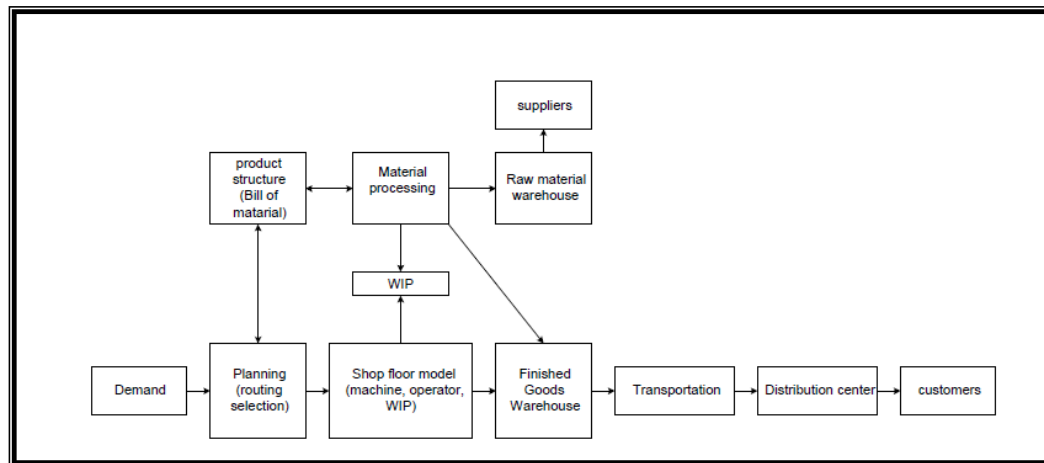 suppliers
product
structure
(Bill of
matarial)
Material
processing
Raw material
warehouse
WIP
Demand
Planning
(routing
selection)
Shop floor model
(machine, operator,
WIP)
Finished
Goods
Warehouse
Transportation
Distribution center
customers